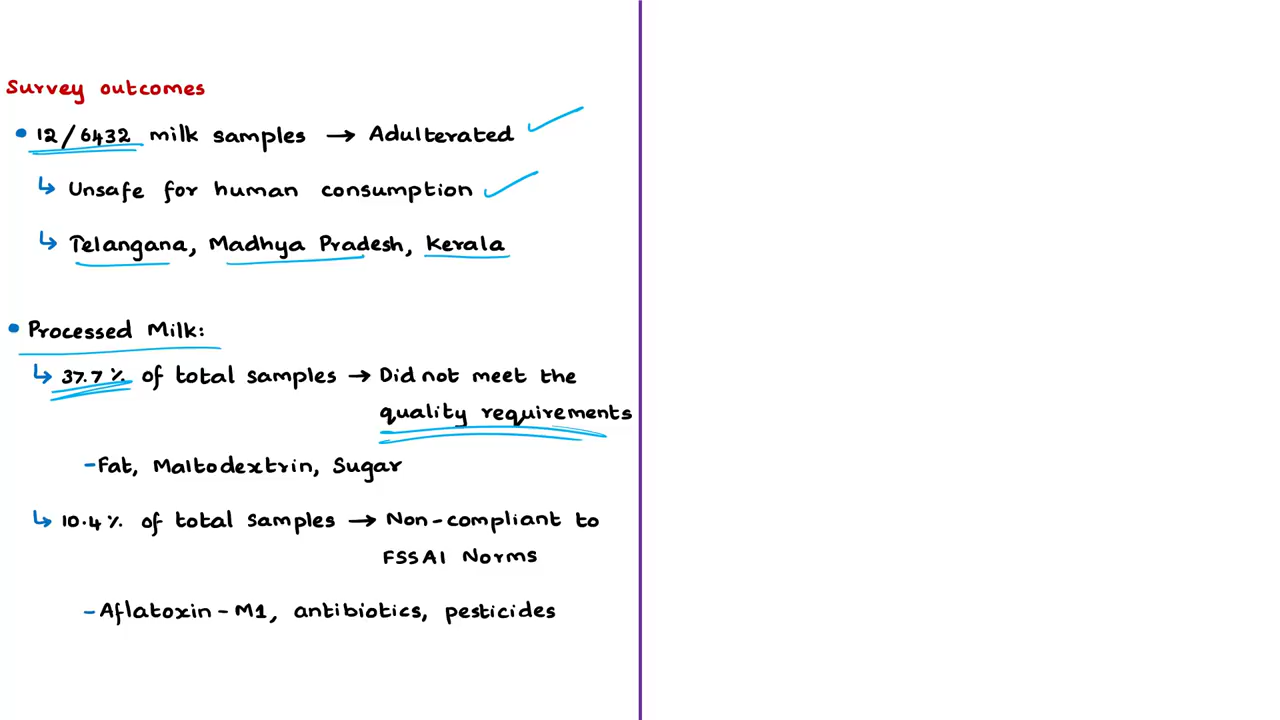 Survey outcomes
• 12/6432 milk samples → Adulterated
↳ Unsafe for human consumption
↳ Telangana, Madhya Pradesh, Kerala
• Processed Milk:
↳ 37.7% of total samples → Did not meet the
quality requirements
- Fat, Maltodextrin, Sugar
↳ 10.4% of total samples → Non-compliant to
FSSAI Norms
- Aflatoxin-M1, antibiotics, pesticides